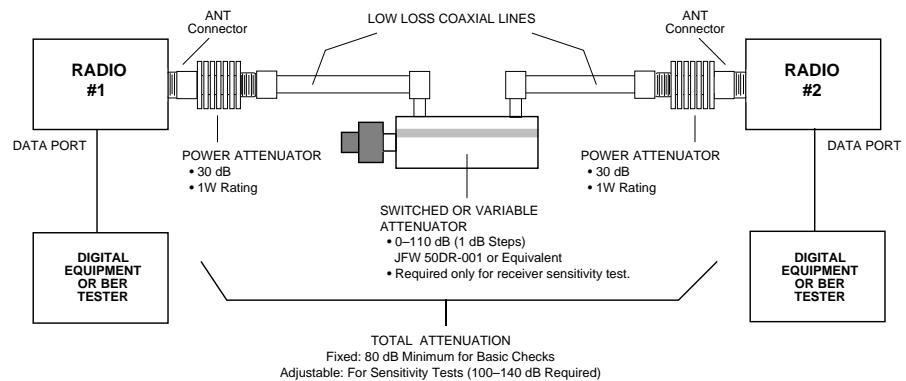 ANT
Connector
LOW LOSS COAXIAL LINES
ANT
Connector
RADIO
#1
RADIO
#2
DATA PORT
DATA PORT
POWER ATTENUATOR
• 30 dB
• 1W Rating
POWER ATTENUATOR
• 30 dB
• 1W Rating
SWITCHED OR VARIABLE
ATTENUATOR
• 0–110 dB (1 dB Steps)
JFW 50DR-001 or Equivalent
• Required only for receiver sensitivity test.
DIGITAL
EQUIPMENT
OR BER
TESTER
DIGITAL
EQUIPMENT
OR BER
TESTER
TOTAL ATTENUATION
Fixed: 80 dB Minimum for Basic Checks
Adjustable: For Sensitivity Tests (100–140 dB Required)